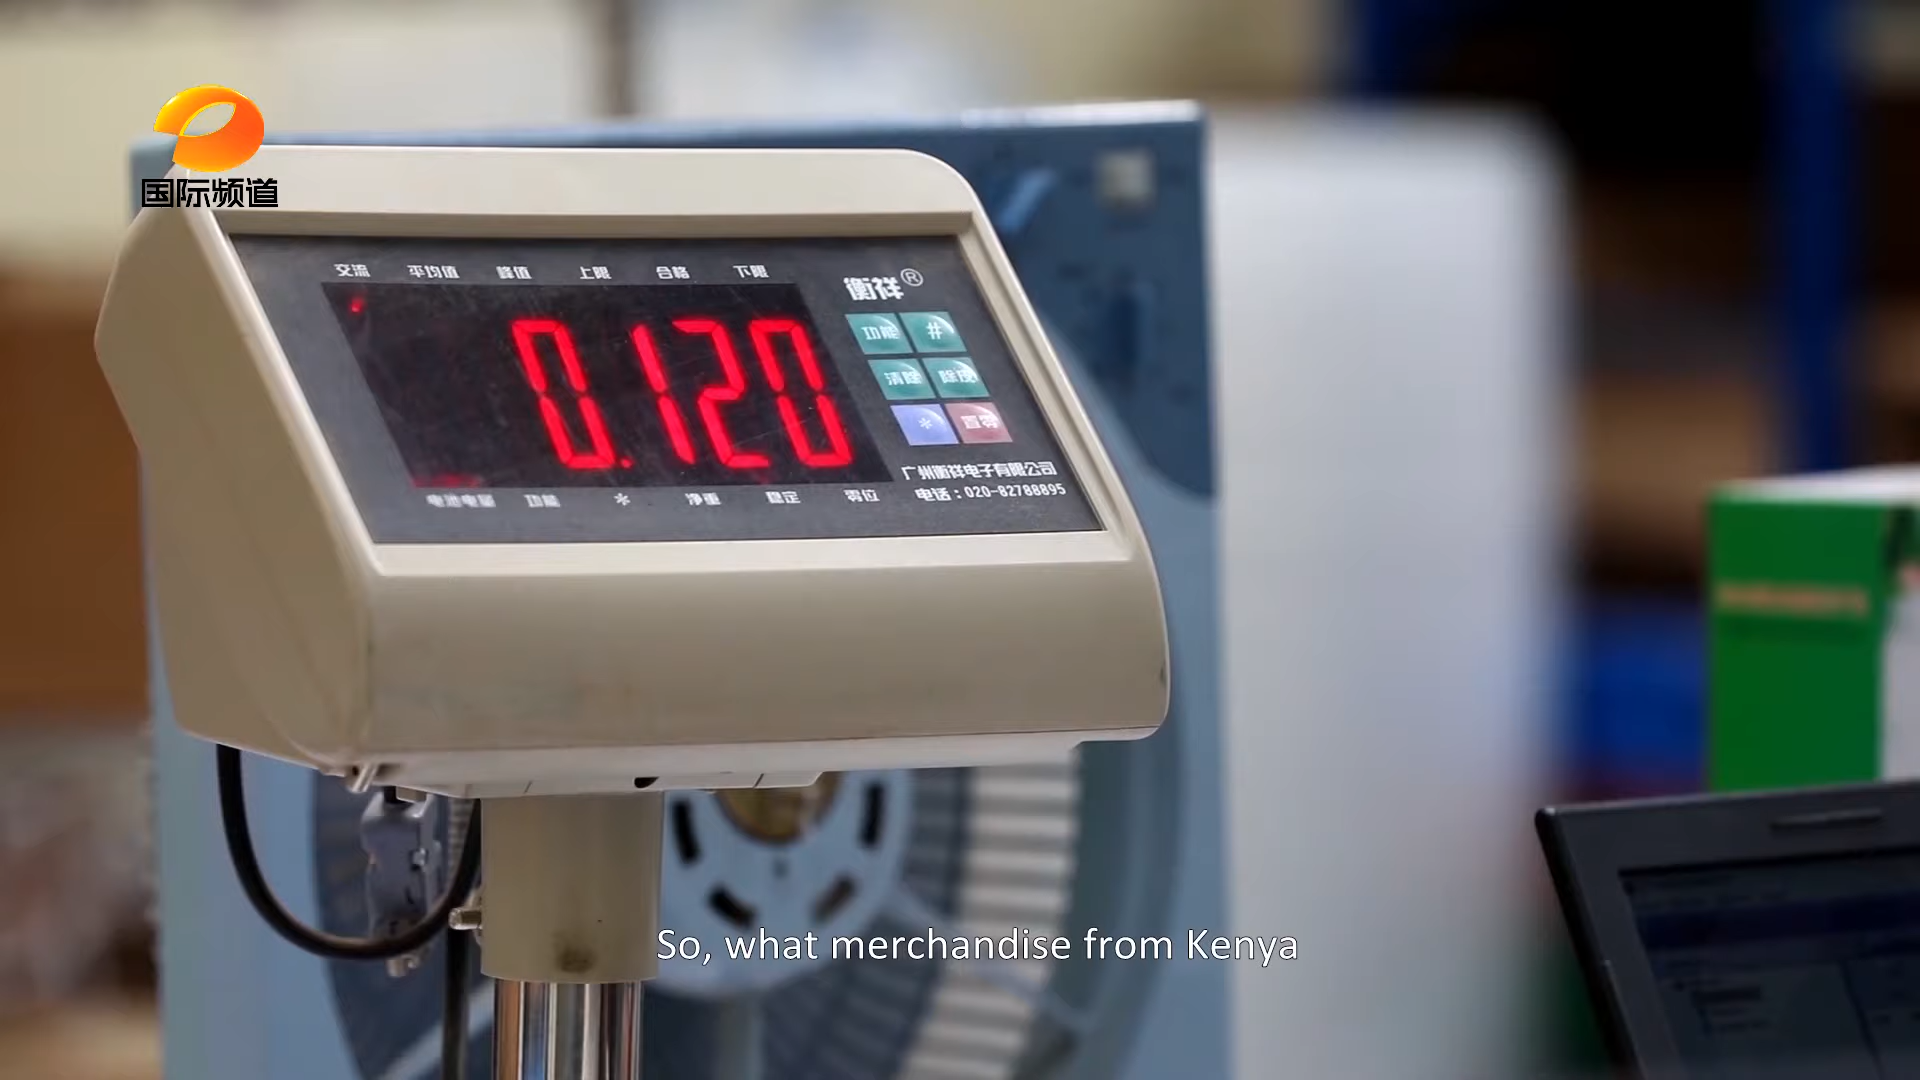 国际频道
交流 平均值 峰值 上限 合格 下限
衡祥®
0.120
功能 #
清除 除皮
* 置零
电池电量 功能 * 净重 稳定 零位
广州衡祥电子有限公司
电话：020-82788895
So, what merchandise from Kenya